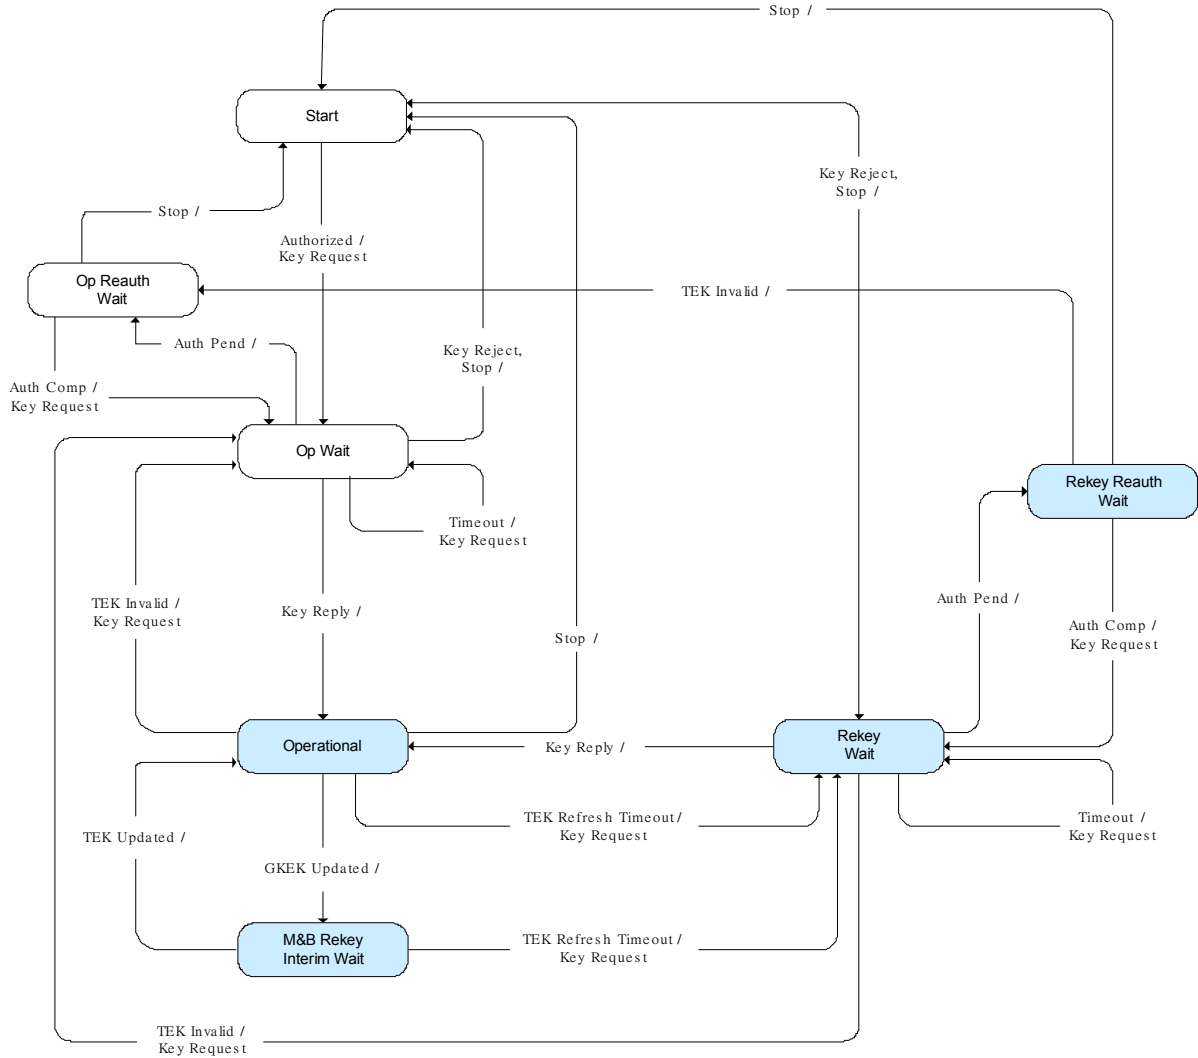 Stop /
Start
Key Reject,
Stop /
Stop /
Authorized /
Key Request
Op Reauth
Wait
TEK Invalid /
Auth Pend /
Key Reject,
Stop /
Auth Comp /
Key Request
Op Wait
Rekey Reauth
Wait
Timeout /
Key Request
TEK Invalid /
Key Request
Key Reply /
Auth Pend /
Stop /
Auth Comp /
Key Request
Operational
Key Reply /
Rekey
Wait
TEK Updated /
TEK Refresh Timeout /
Key Request
Timeout /
Key Request
GKEK Updated /
M&B Rekey
Interim Wait
TEK Refresh Timeout /
Key Request
TEK Invalid /
Key Request